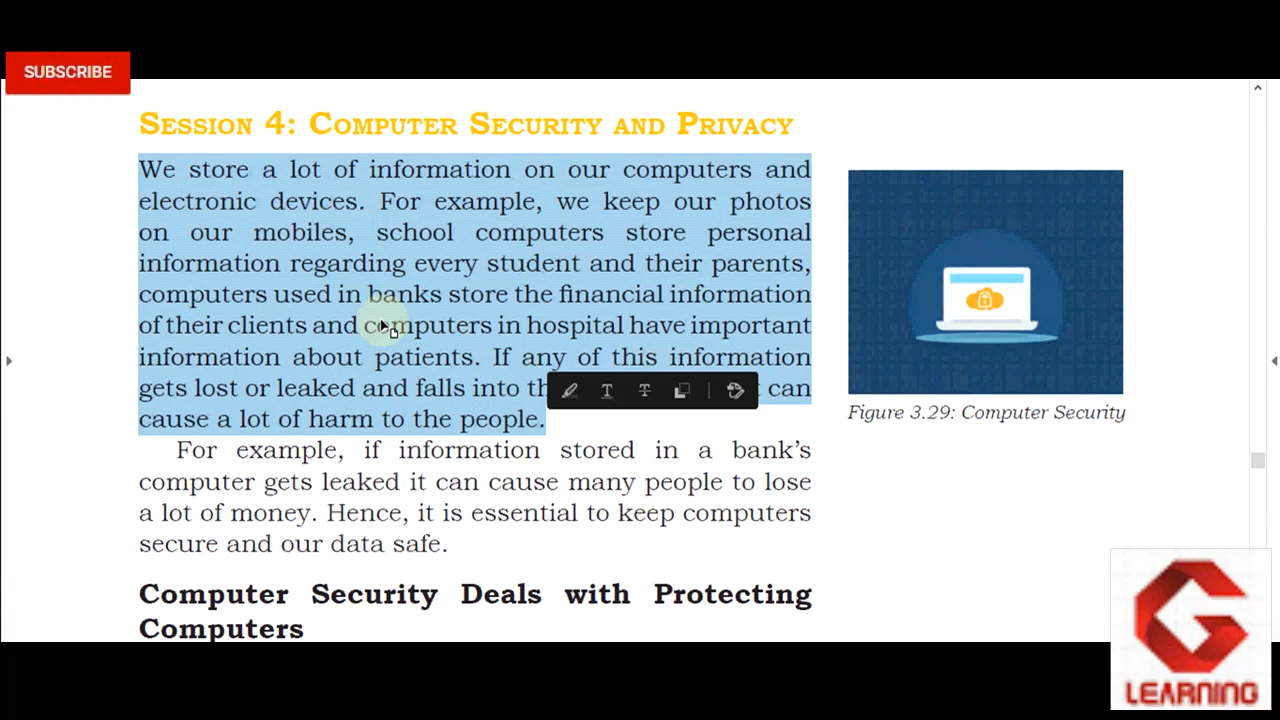 SUBSCRIBE
SESSION 4: COMPUTER SECURITY AND PRIVACY
We store a lot of information on our computers and
electronic devices. For example, we keep our photos
on our mobiles, school computers store personal
information regarding every student and their parents,
computers used in banks store the financial information
of their clients and computers in hospital have important
information about patients. If any of this information
gets lost or leaked and falls into th can
cause a lot of harm to the people.
For example, if information stored in a bank's
computer gets leaked it can cause many people to lose
a lot of money. Hence, it is essential to keep computers
secure and our data safe.
Computer Security Deals with Protecting
Computers
Figure 3.29: Computer Security
LEARNING